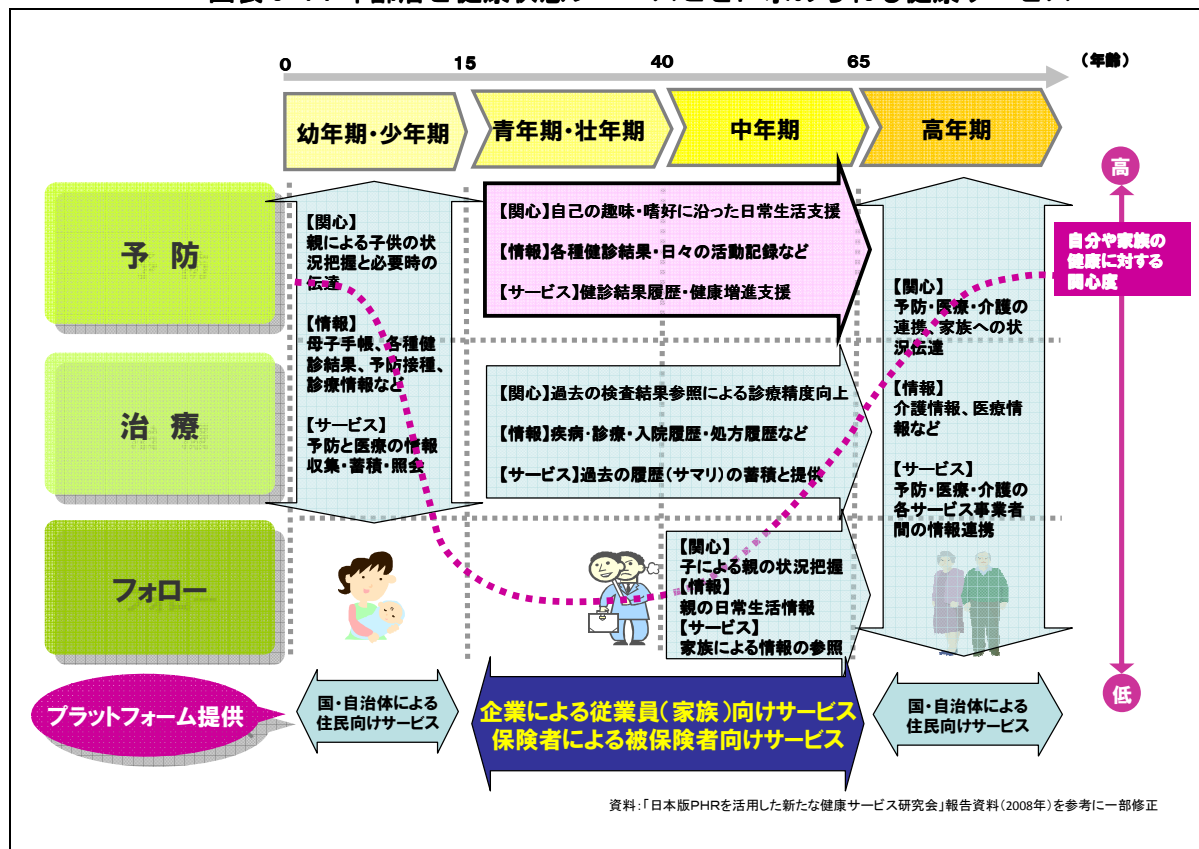 0
15
40
65
（年齢）
幼年期・少年期
青年期・壮年期
中年期
高年期
高
自分や家族の
健康に対する
関心度
低
予 防
治 療
フォロー
【関心】
親による子供の状
況把握と必要時の
伝達
【情報】
母子手帳、各種健
診結果、予防接種、
診療情報など
【サービス】
予防と医療の情報
収集・蓄積・照会
【関心】自己の趣味・嗜好に沿った日常生活支援
【情報】各種健診結果・日々の活動記録など
【サービス】健診結果履歴・健康増進支援
【関心】過去の検査結果参照による診療精度向上
【情報】疾病・診療・入院履歴・処方履歴など
【サービス】過去の履歴（サマリ）の蓄積と提供
【関心】
子による親の状況把握
【情報】
親の日常生活情報
【サービス】
家族による情報の参照
【関心】
予防・医療・介護の
連携、家族への状
況伝達
【情報】
介護情報、医療情
報など
【サービス】
予防・医療・介護の
各サービス事業者
間の情報連携
プラットフォーム提供
国・自治体による
住民向けサービス
企業による従業員（家族）向けサービス
保険者による被保険者向けサービス
国・自治体による
住民向けサービス
資料：「日本版PHRを活用した新たな健康サービス研究会」報告資料（2008年）を参考に一部修正